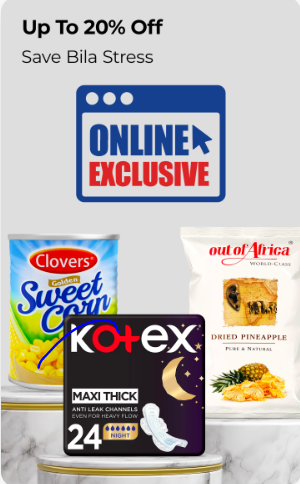 Up To 20% Off
Save Bila Stress
ONLINE
EXCLUSIVE
Clovers
Golden
Sweet
Corn
out of Africa
WORLD-CLASS
DRIED PINEAPPLE
PURE & NATURAL
Kotex
MAXI THICK
ANTI LEAK CHANNELS
EVEN FOR HEAVY FLOW
24
NIGHT